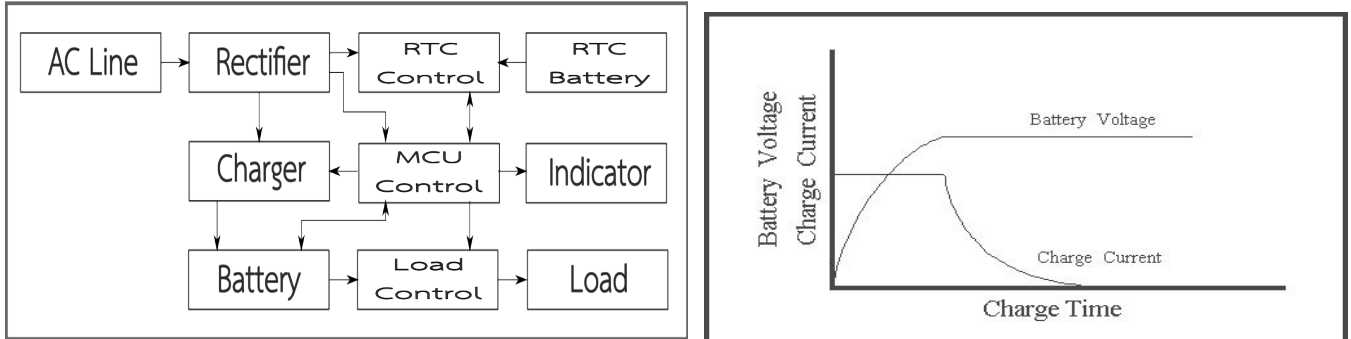 AC Line
Rectifier
RTC
Control
RTC
Battery
Charger
MCU
Control
Indicator
Battery
Load
Control
Load
Battery Voltage
Charge Current
Battery Voltage
Charge Current
Charge Time